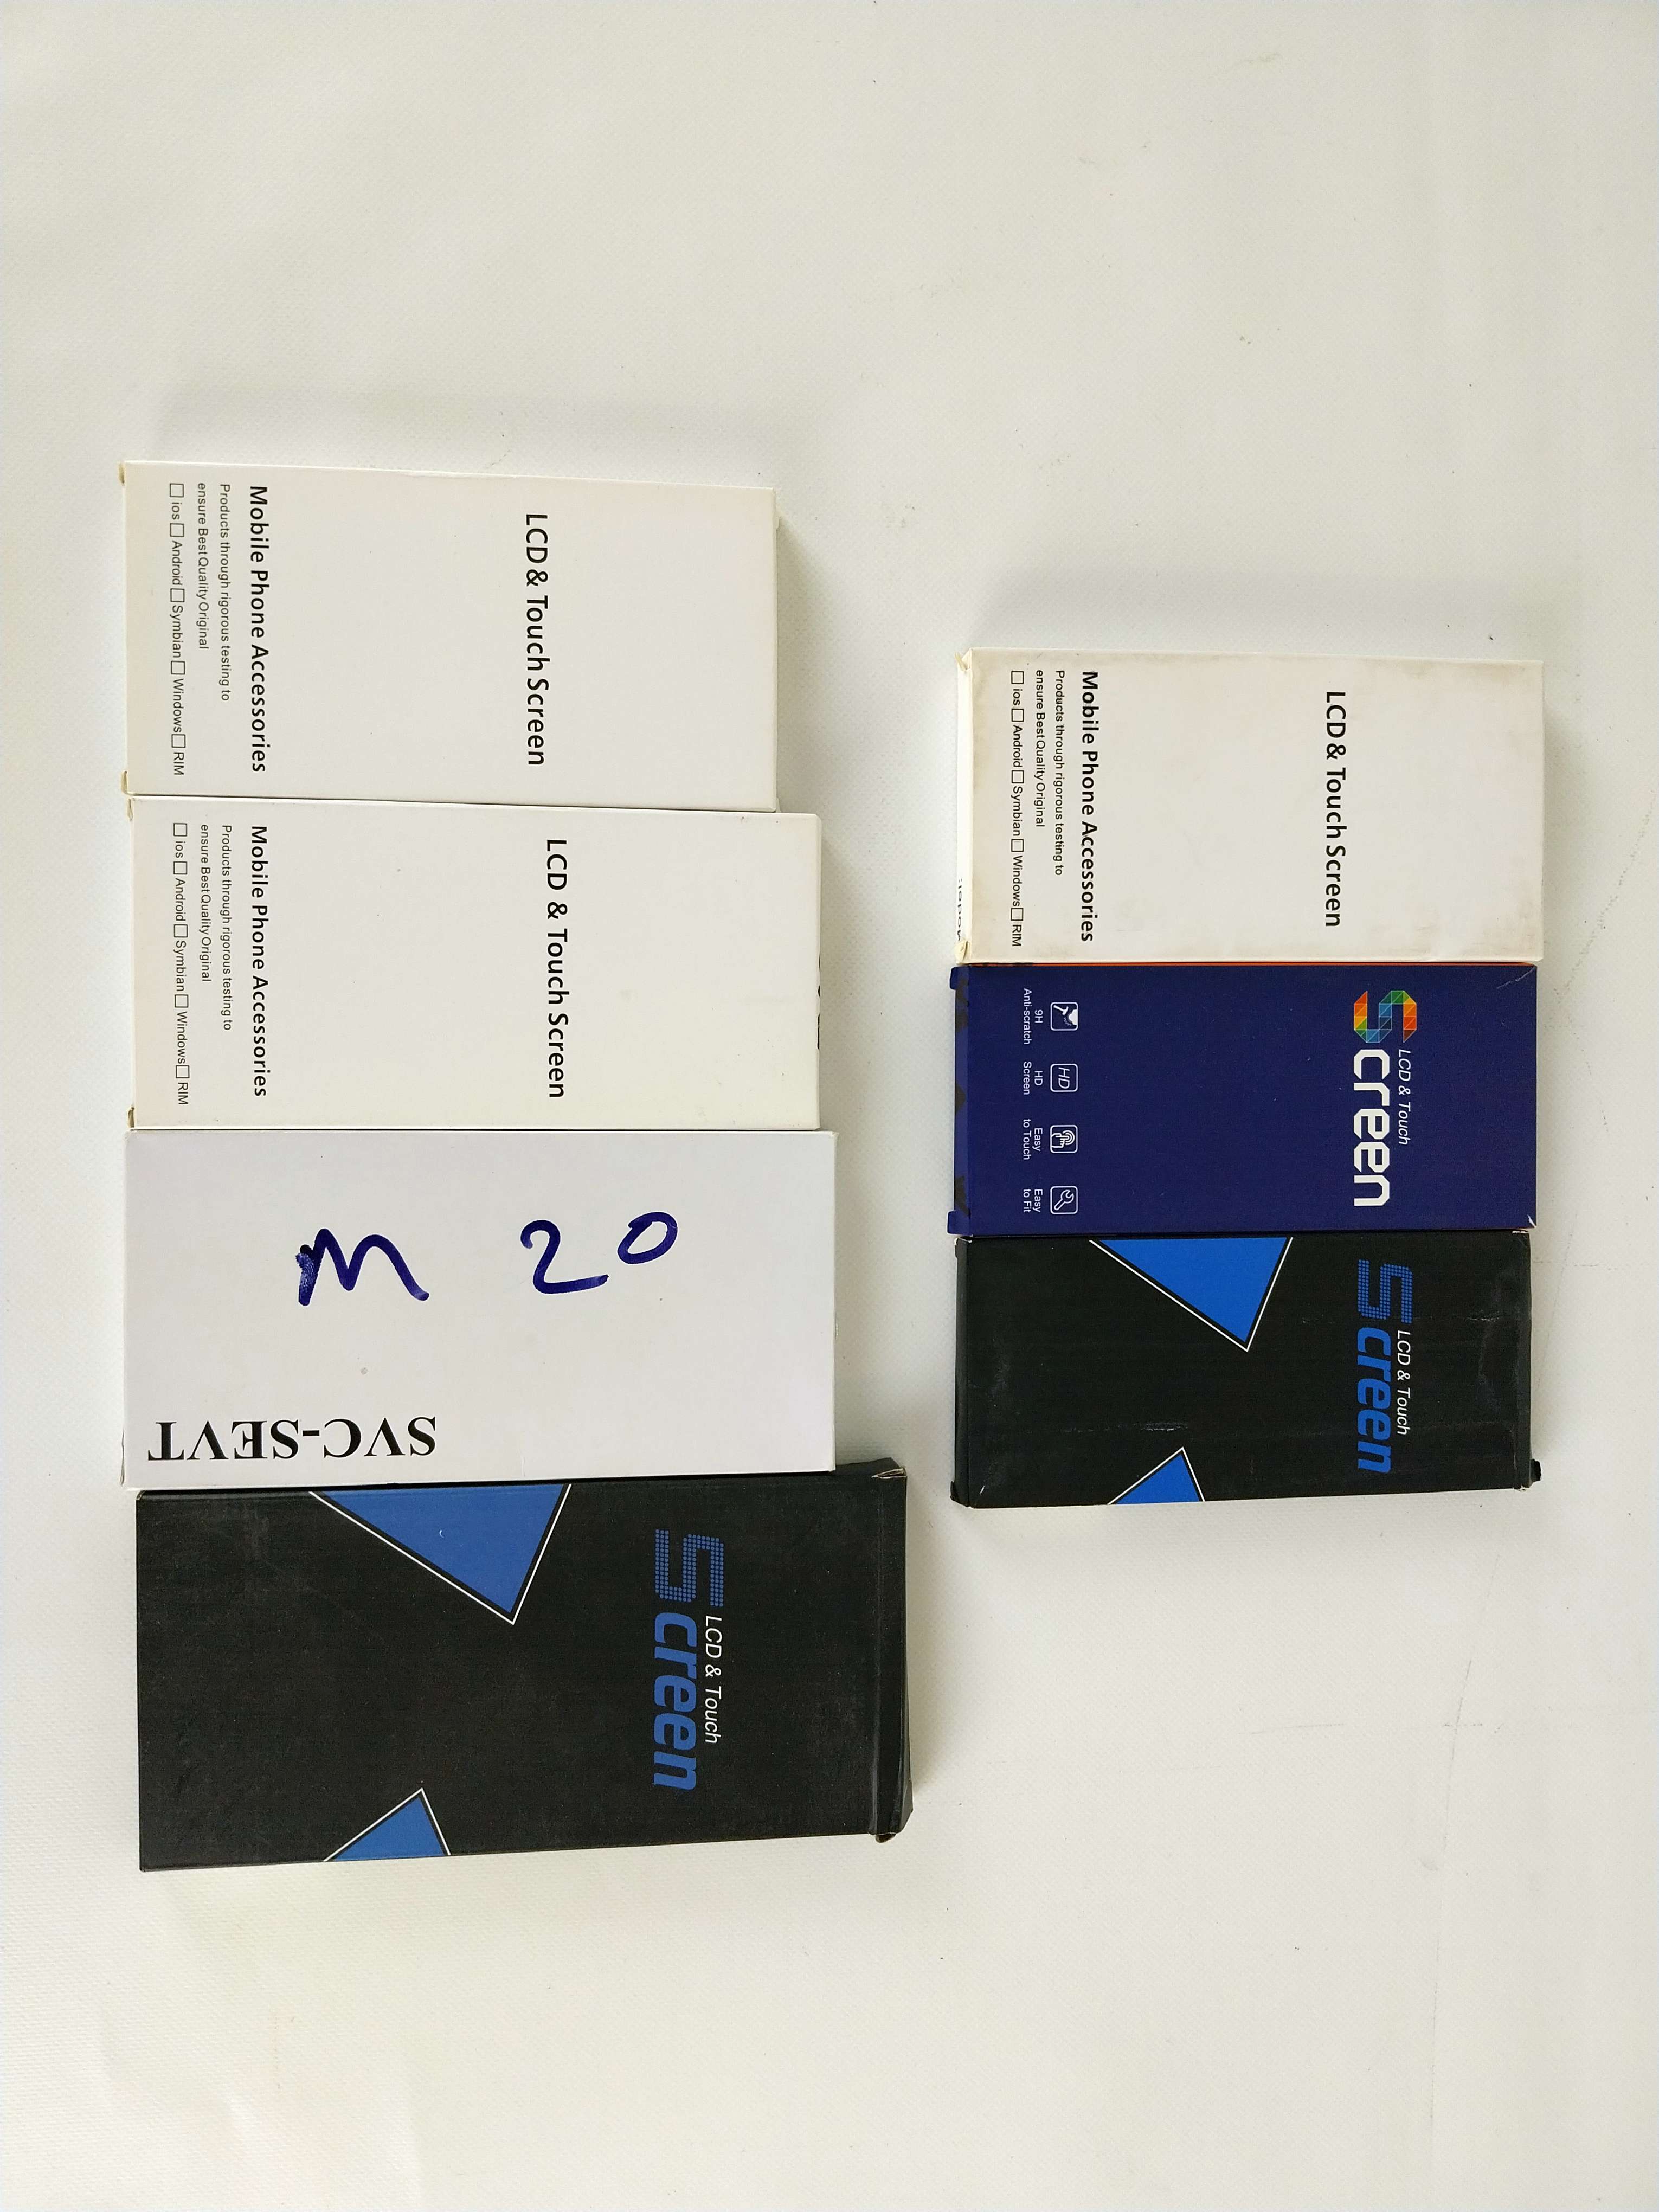 LCD & Touch Screen
Mobile Phone Accessories
Products through rigorous testing to
ensure Best Quality Original
ios Android Symbian Windows RIM
LCD & Touch Screen
Mobile Phone Accessories
Products through rigorous testing to
ensure Best Quality Original
ios Android Symbian Windows RIM
M 20
SVC-SEVT
LCD & Touch
Screen
LCD & Touch Screen
Mobile Phone Accessories
Products through rigorous testing to
ensure Best Quality Original
ios Android Symbian Windows RIM
LCD & Touch
Screen
HD
9H
Anti-scratch
HD
Screen
Easy
to Touch
Easy
to Fit
LCD & Touch
Screen